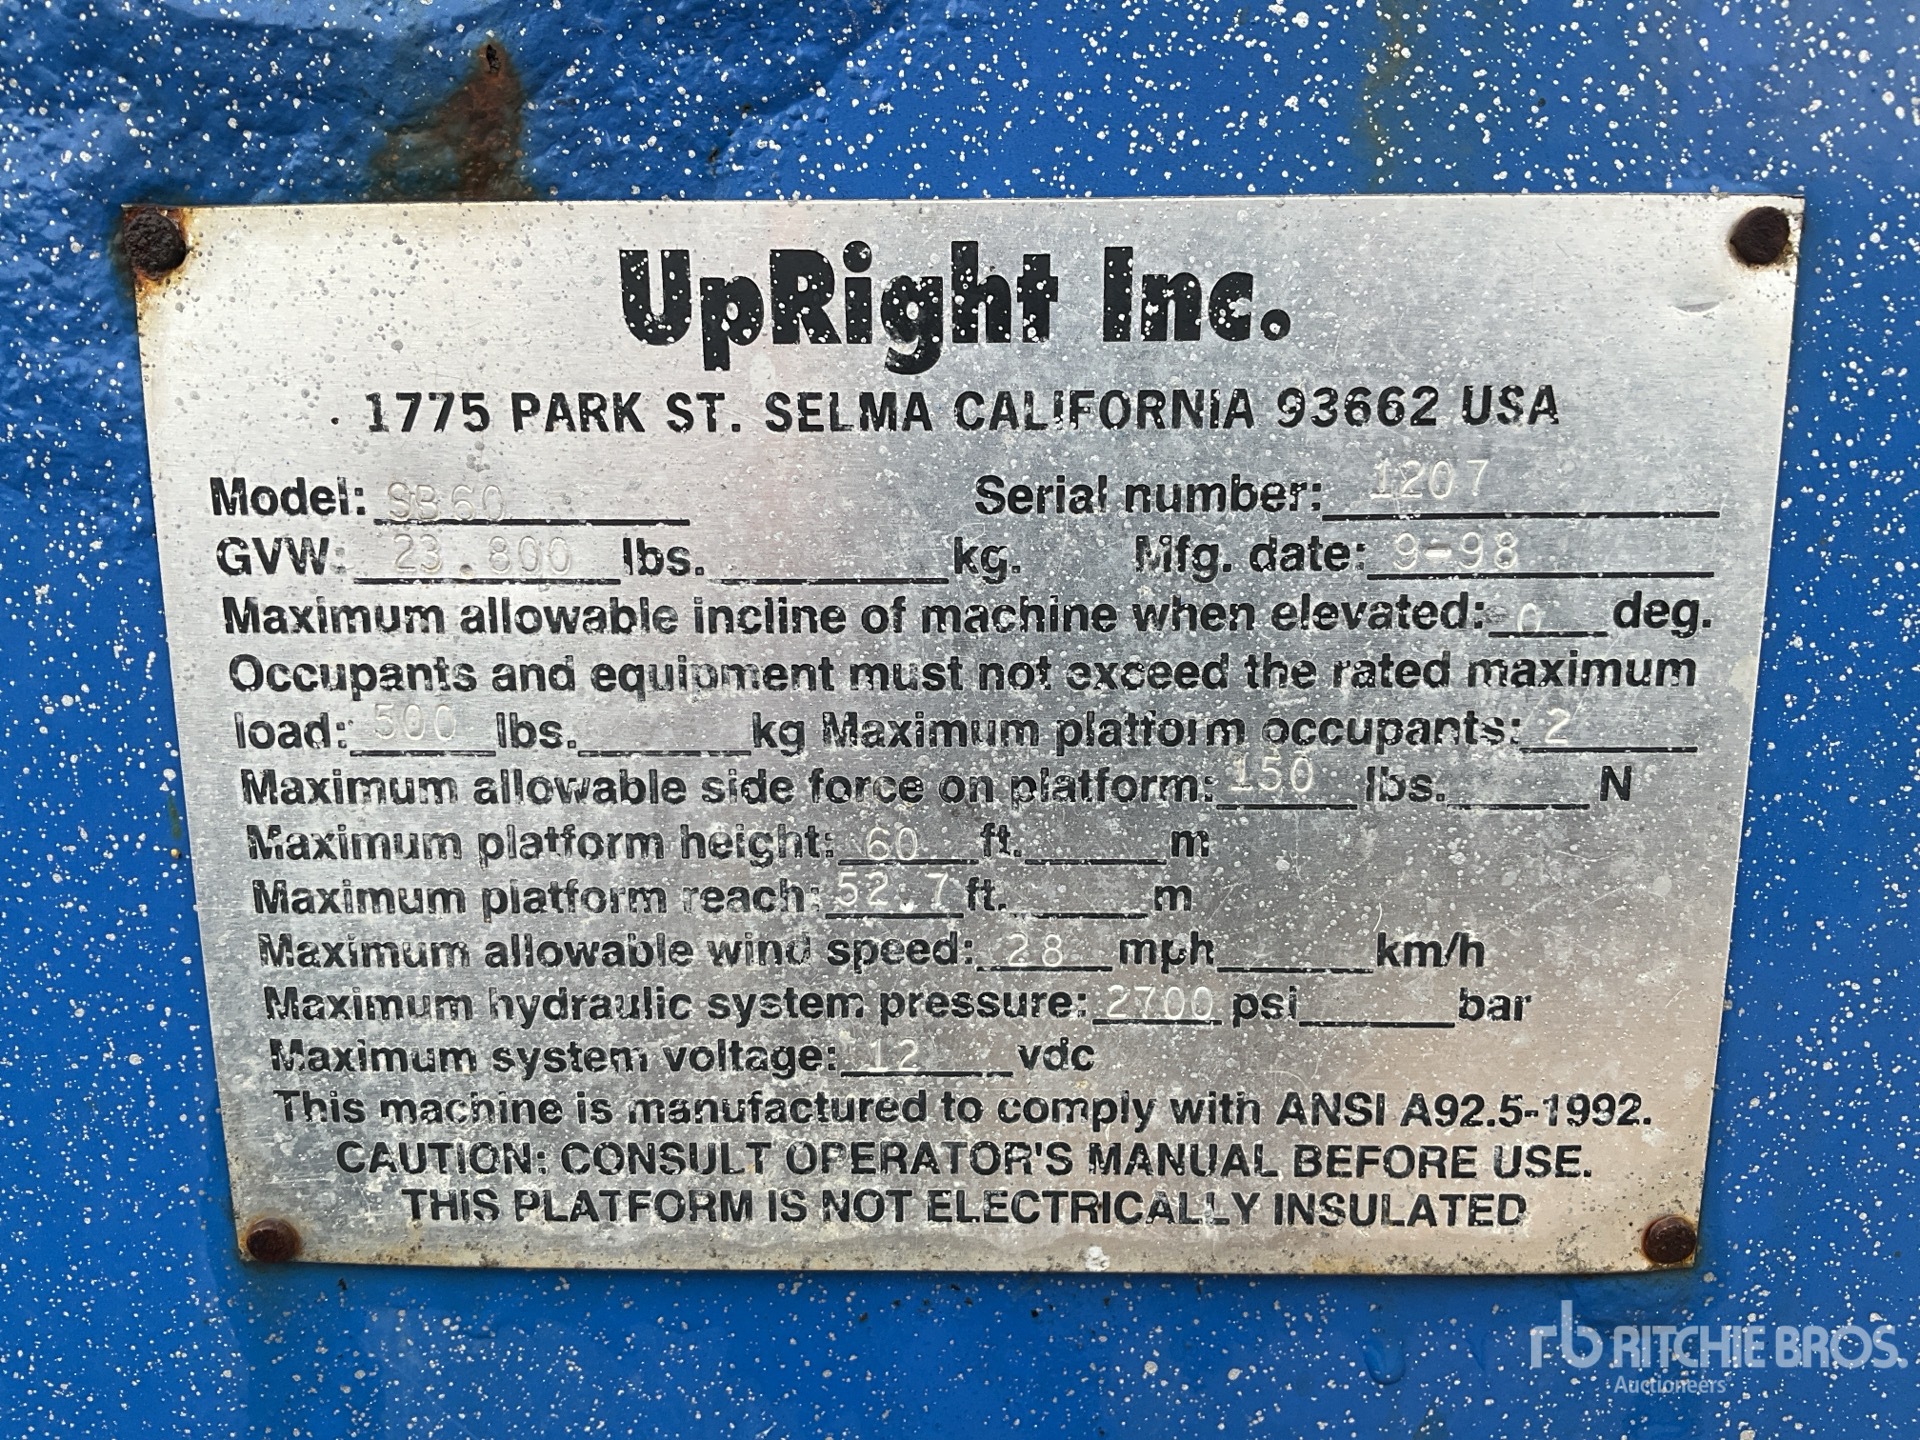 UpRight Inc.
1775 PARK ST. SELMA CALIFORNIA 93662 USA
Model: SB60 Serial number: 1207
GVW: 23.800 lbs. kg. Mfg. date: 9-98
Maximum allowable incline of machine when elevated: 0 deg.
Occupants and equipment must not exceed the rated maximum
load: 500 lbs. kg Maximum platform occupants: 2
Maximum allowable side force on platform: 150 lbs. N
Maximum platform height: 60 ft. m
Maximum platform reach: 52.7 ft. m
Maximum allowable wind speed: 28 mph km/h
Maximum hydraulic system pressure: 2700 psi bar
Maximum system voltage: 12 vdc
This machine is manufactured to comply with ANSI A92.5-1992.
CAUTION: CONSULT OPERATOR'S MANUAL BEFORE USE.
THIS PLATFORM IS NOT ELECTRICALLY INSULATED
rb RITCHIE BROS.
Auctioneers